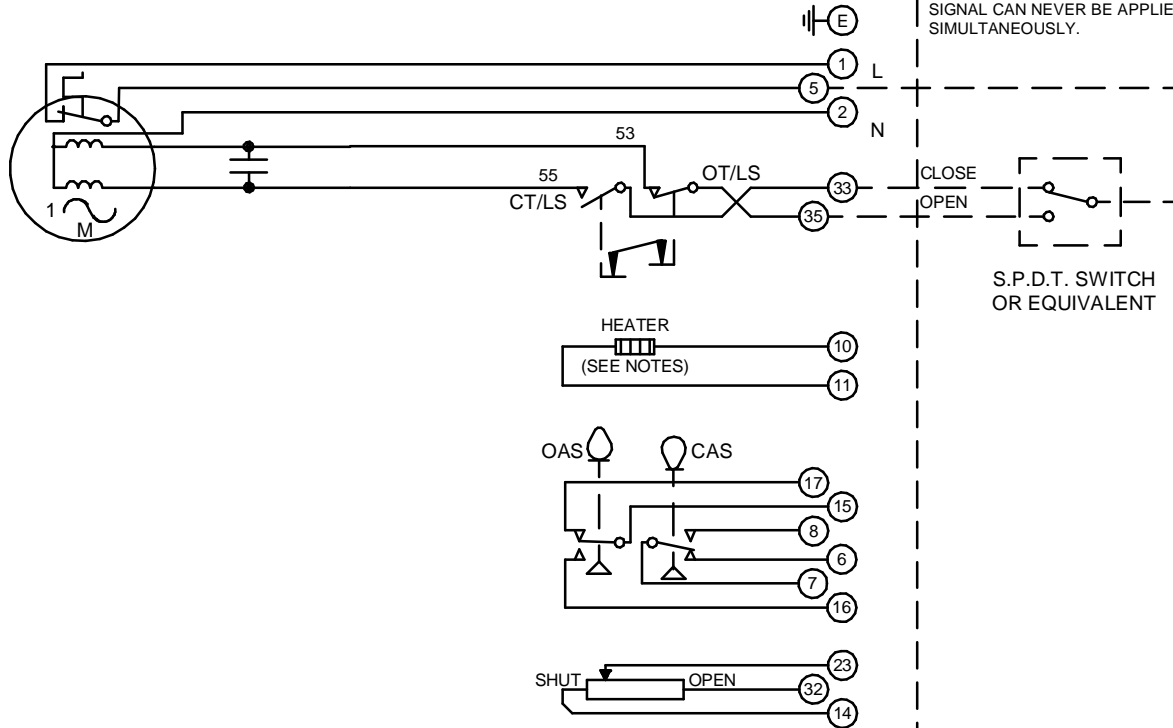 SIGNAL CAN NEVER BE APPLIE
SIMULTANEOUSLY.
E
1
L
5
2
N
53
55
CT/LS
OT/LS
33
35
CLOSE
OPEN
1
M
S.P.D.T. SWITCH
OR EQUIVALENT
HEATER
(SEE NOTES)
10
11
OAS
CAS
17
15
8
6
7
16
SHUT
OPEN
23
32
14